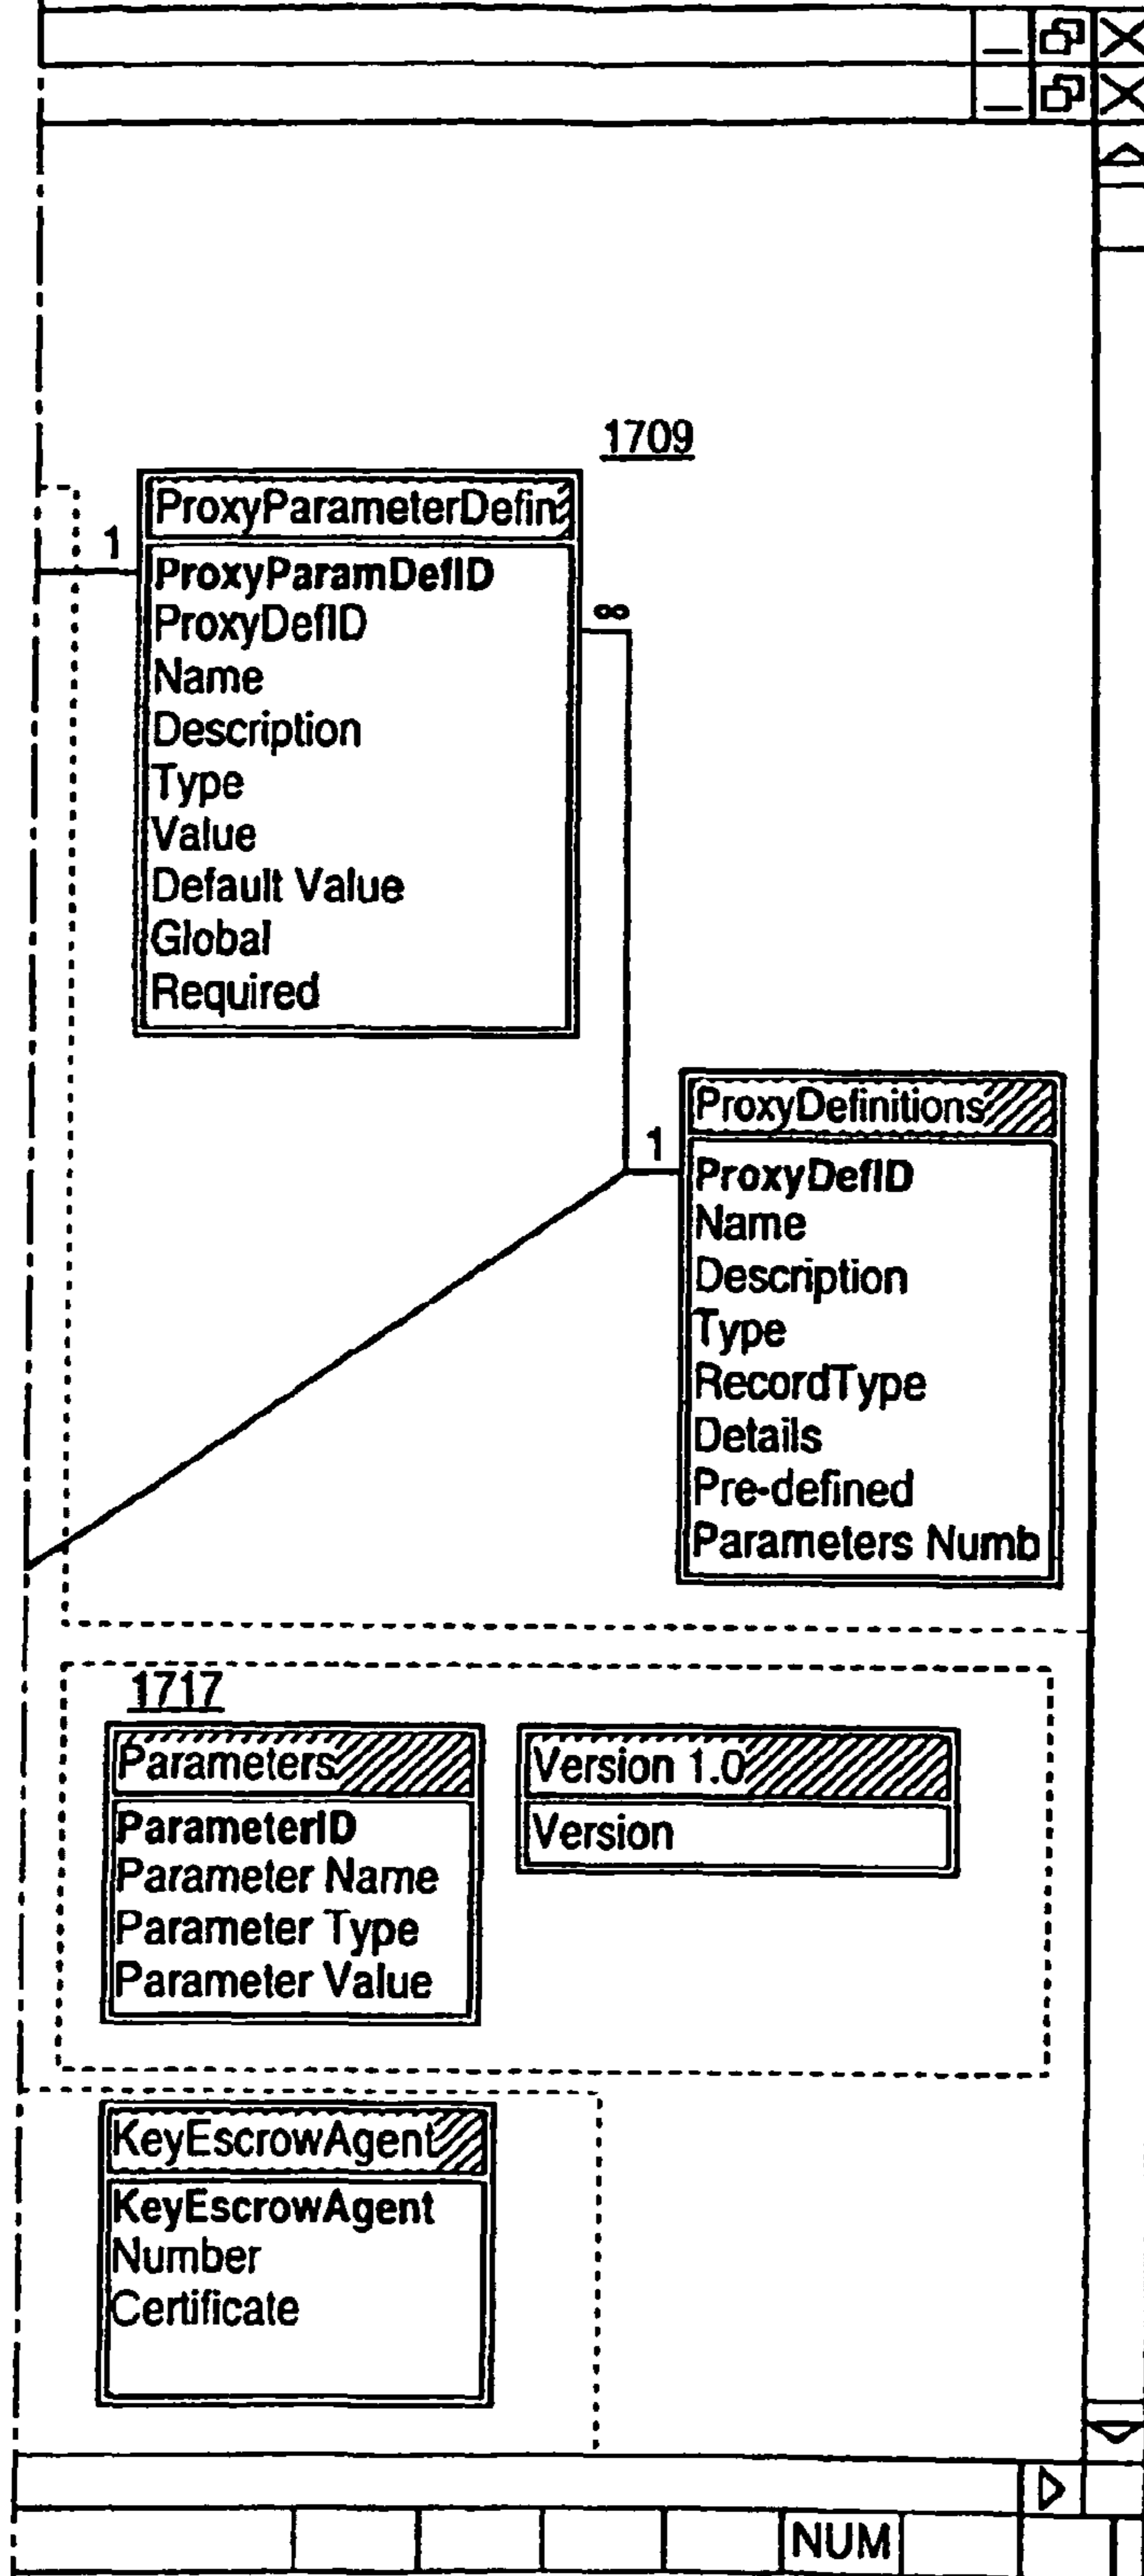 1709
ProxyParameterDefin
1
ProxyParamDefID
ProxyDefID
∞
Name
Description
Type
Value
Default Value
Global
Required
ProxyDefinitions
1
ProxyDefID
Name
Description
Type
RecordType
Details
Pre-defined
Parameters Numb
1717
Parameters
ParameterID
Parameter Name
Parameter Type
Parameter Value
Version 1.0
Version
KeyEscrowAgent
KeyEscrowAgent
Number
Certificate
NUM